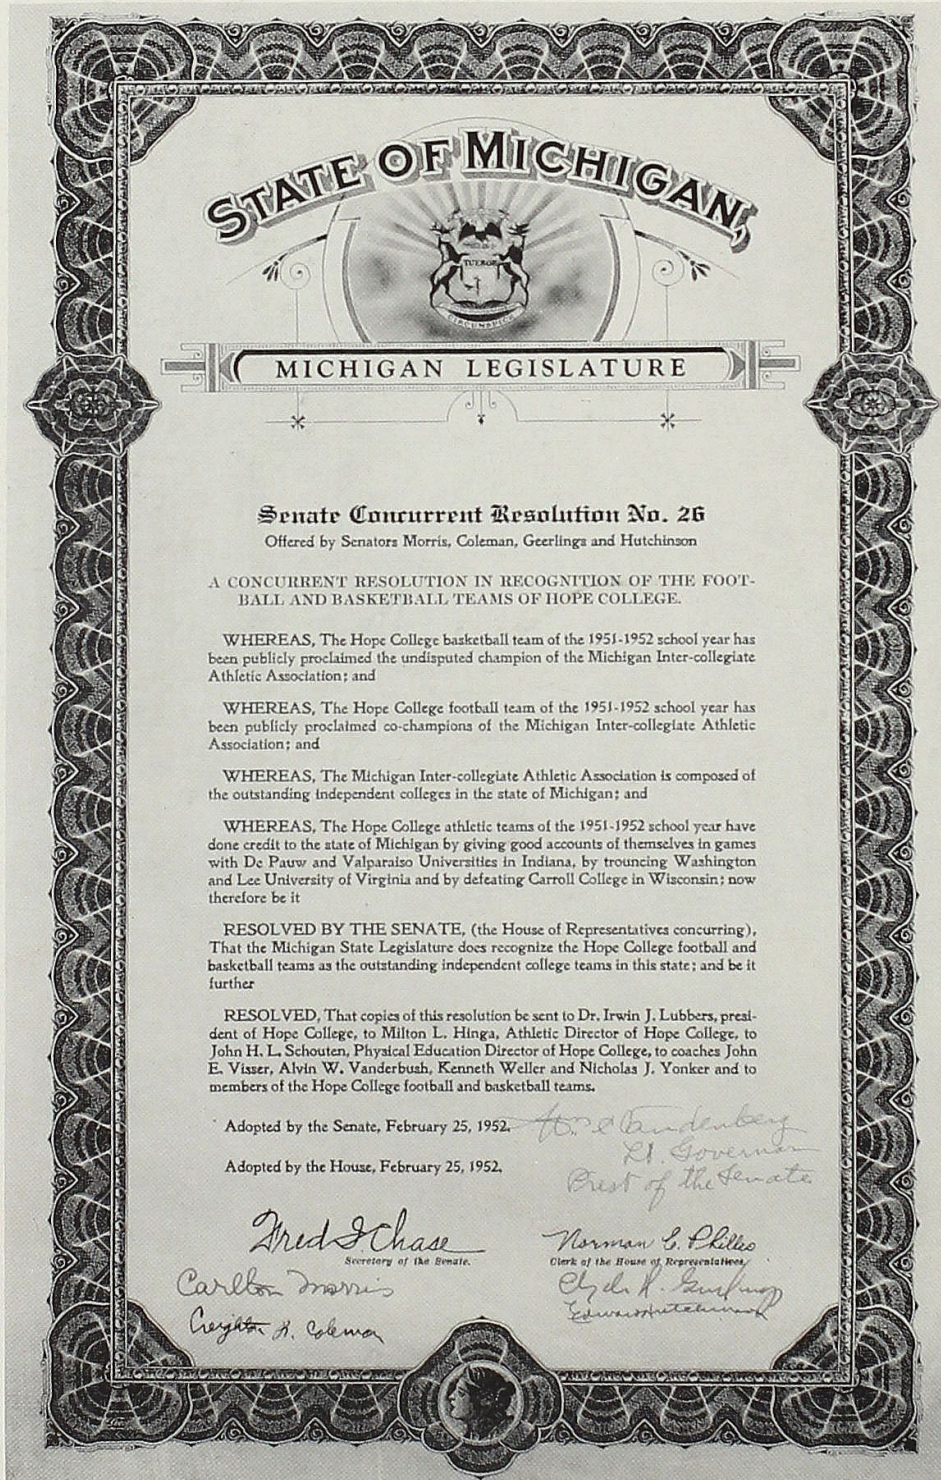 STATE OF MICHIGAN,
TUEBOR
CIRCUMSPICE
MICHIGAN LEGISLATURE
Senate Concurrent Resolution No. 26
Offered by Senators Morris, Coleman, Geerlings and Hutchinson
A CONCURRENT RESOLUTION IN RECOGNITION OF THE FOOT-
BALL AND BASKETBALL TEAMS OF HOPE COLLEGE.
WHEREAS, The Hope College basketball team of the 1951-1952 school year has
been publicly proclaimed the undisputed champion of the Michigan Inter-collegiate
Athletic Association; and
WHEREAS, The Hope College football team of the 1951-1952 school year has
been publicly proclaimed co-champions of the Michigan Inter-collegiate Athletic
Association; and
WHEREAS, The Michigan Inter-collegiate Athletic Association is composed of
the outstanding independent colleges in the state of Michigan; and
WHEREAS, The Hope College athletic teams of the 1951-1952 school year have
done credit to the state of Michigan by giving good accounts of themselves in games
with De Pauw and Valparaiso Universities in Indiana, by trouncing Washington
and Lee University of Virginia and by defeating Carroll College in Wisconsin; now
therefore be it
RESOLVED BY THE SENATE, (the House of Representatives concurring),
That the Michigan State Legislature does recognize the Hope College football and
basketball teams as the outstanding independent college teams in this state; and be it
further
RESOLVED, That copies of this resolution be sent to Dr. Irwin J. Lubbers, presi-
dent of Hope College, to Milton L. Hinga, Athletic Director of Hope College, to
John H. L. Schouten, Physical Education Director of Hope College, to coaches John
E. Visser, Alvin W. Vanderbush, Kenneth Weller and Nicholas J. Yonker and to
members of the Hope College football and basketball teams.
Adopted by the Senate, February 25, 1952.
Wm C Vandenberg
Lt. Governor
Prest of the Senate
Adopted by the House, February 25, 1952.
Fred I. Chase
Secretary of the Senate.
Norman E. Philleo
Clerk of the House of Representatives.
Carlton Morris
Clyde H. Geerlings
Edward Hutchinson
Creighton R. Coleman